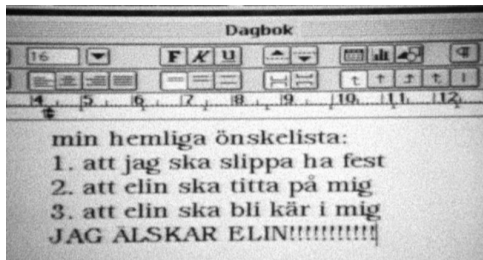 Dagbok
16
F K U
4 5 6 7 8 9 10 11 12
min hemliga önskelista:
1. att jag ska slippa ha fest
2. att elin ska titta på mig
3. att elin ska bli kär i mig
JAG ÄLSKAR ELIN!!!!!!!!!!!!